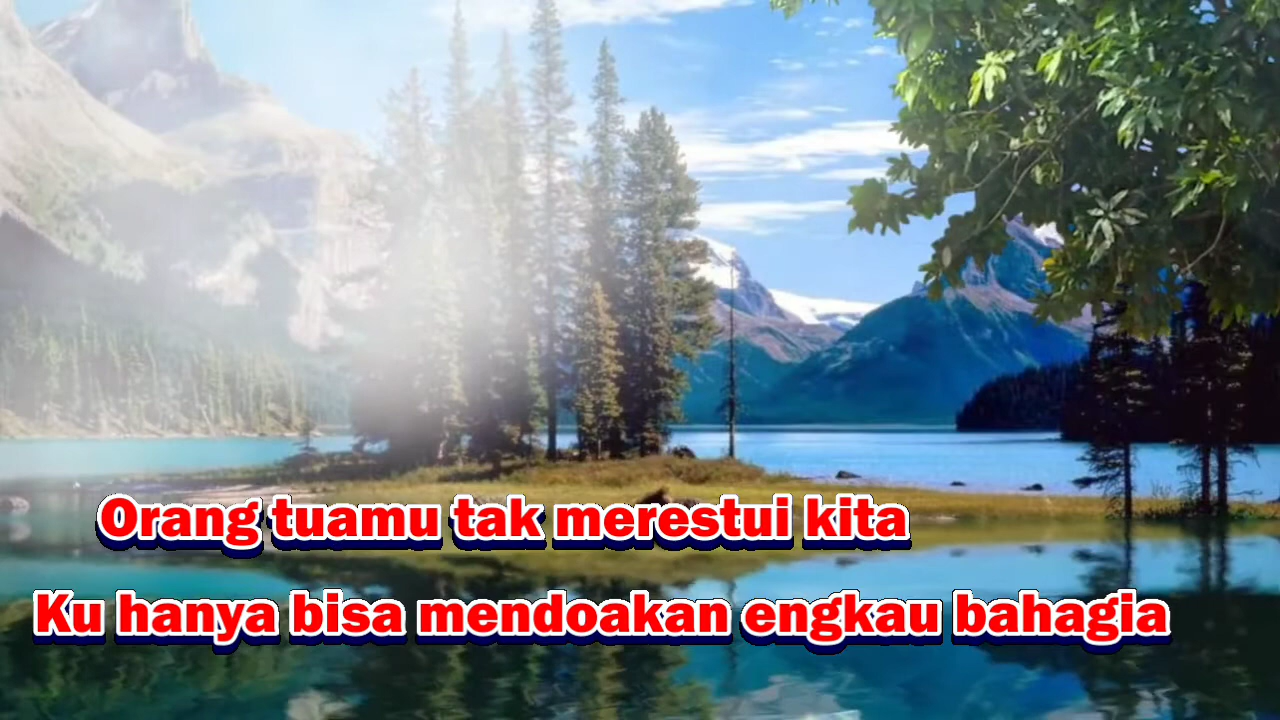 Orang tuamu tak merestui kita
Ku hanya bisa mendoakan engkau bahagia